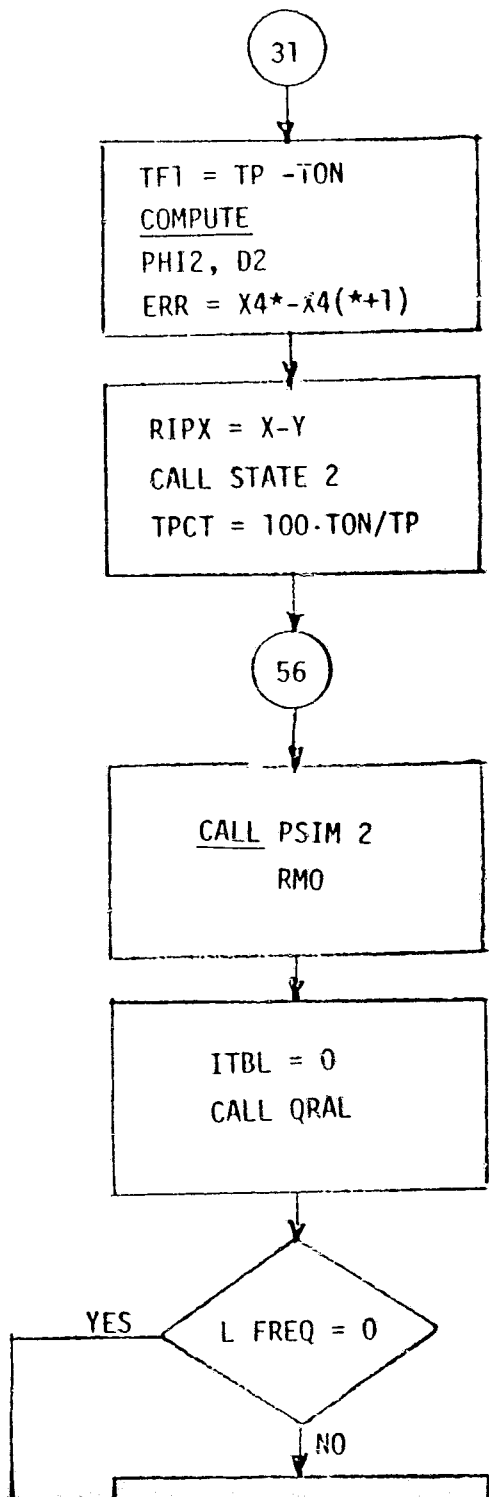 31
TF1 = TP -TON
COMPUTE
PHI2, D2
ERR = X4*-X4(*+1)
RIPX = X-Y
CALL STATE 2
TPCT = 100·TON/TP
56
CALL PSIM 2
RMO
ITBL = 0
CALL QRAL
YES
L FREQ = 0
NO